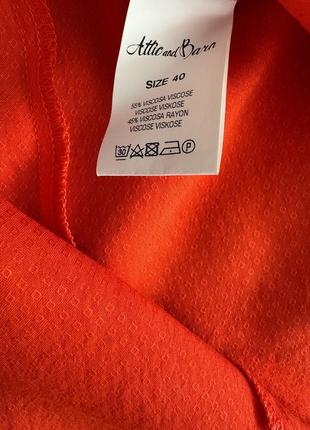 Attic and Barn
SIZE 40
55% VISCOSA VISCOSE
VISCOSE VISKOSE
45% VISCOSA RAYON
VISCOSE VISKOSE
30 P